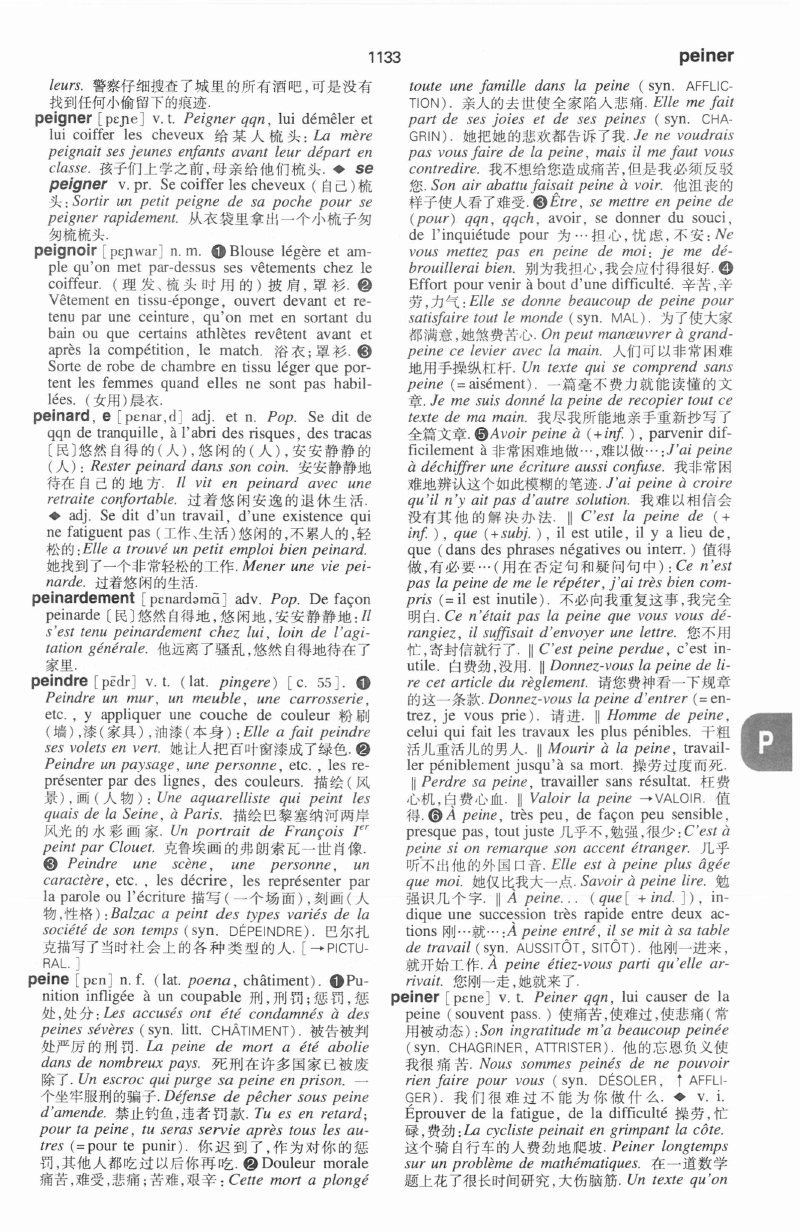 1133
peiner
leurs. 警察仔细搜查了城里的所有酒吧,可是没有
找到任何小偷留下的痕迹.
peigner [pɛɲe] v. t. Peigner qqn, lui démêler et
lui coiffer les cheveux 给某人梳头: La mère
peignait ses jeunes enfants avant leur départ en
classe. 孩子们上学之前,母亲给他们梳头. ◆ se
peigner v. pr. Se coiffer les cheveux (自己)梳
头: Sortir un petit peigne de sa poche pour se
peigner rapidement. 从衣袋里拿出一个小梳子匆
匆梳梳头.
peignoir [pɛɲwar] n. m. ❶ Blouse légère et am-
ple qu'on met par-dessus ses vêtements chez le
coiffeur. (理发、梳头时用的) 披肩, 罩衫. ❷
Vêtement en tissu-éponge, ouvert devant et re-
tenu par une ceinture, qu'on met en sortant du
bain ou que certains athlètes revêtent avant et
après la compétition, le match. 浴衣; 罩衫. ❸
Sorte de robe de chambre en tissu léger que por-
tent les femmes quand elles ne sont pas habil-
lées. (女用)晨衣.
peinard, e [pɛnar,d] adj. et n. Pop. Se dit de
qqn de tranquille, à l'abri des risques, des tracas
[民]悠然自得的(人), 悠闲的(人), 安安静静的
(人): Rester peinard dans son coin. 安安静静地
待在自己的地方. Il vit en peinard avec une
retraite confortable. 过着悠闲安逸的退休生活.
◆ adj. Se dit d'un travail, d'une existence qui
ne fatiguent pas (工作、生活)悠闲的,不累人的,轻
松的: Elle a trouvé un petit emploi bien peinard.
她找到了一个非常轻松的工作. Mener une vie pei-
narde. 过着悠闲的生活.
peinardement [pɛnardəmɑ̃] adv. Pop. De façon
peinarde [民]悠然自得地,悠闲地,安安静静地: Il
s'est tenu peinardement chez lui, loin de l'agi-
tation générale. 他远离了骚乱,悠然自得地待在了
家里.
peindre [pɛ̃dr] v. t. (lat. pingere) [c. 55]. ❶
Peindre un mur, un meuble, une carrosserie,
etc. , y appliquer une couche de couleur 粉刷
(墙),漆(家具),油漆(本身): Elle a fait peindre
ses volets en vert. 她让人把百叶窗漆成了绿色. ❷
Peindre un paysage, une personne, etc. , les re-
présenter par des lignes, des couleurs. 描绘(风
景),画(人物): Une aquarelliste qui peint les
quais de la Seine, à Paris. 描绘巴黎塞纳河两岸
风光的水彩画家. Un portrait de François Ier
peint par Clouet. 克鲁埃画的弗朗索瓦一世肖像.
❸ Peindre une scène, une personne, un
caractère, etc. , les décrire, les représenter par
la parole ou l'écriture 描写(一个场面),刻画(人
物,性格): Balzac a peint des types variés de la
société de son temps (syn. DÉPEINDRE). 巴尔扎
克描写了当时社会上的各种类型的人. [→PICTU-
RAL.]
peine [pɛn] n. f. (lat. poena, châtiment). ❶ Pu-
nition infligée à un coupable 刑,刑罚;惩罚,惩
处,处分: Les accusés ont été condamnés à des
peines sévères (syn. litt. CHÂTIMENT). 被告被判
处严厉的刑罚. La peine de mort a été abolie
dans de nombreux pays. 死刑在许多国家已被废
除了. Un escroc qui purge sa peine en prison. 一
个坐牢服刑的骗子. Défense de pêcher sous peine
d'amende. 禁止钓鱼,违者罚款. Tu es en retard;
pour ta peine, tu seras servie après tous les au-
tres (=pour te punir). 你迟到了,作为对你的惩
罚,其他人都吃过以后你再吃. ❷ Douleur morale
痛苦,难受,悲痛;苦难,艰辛: Cette mort a plongé
toute une famille dans la peine (syn. AFFLIC-
TION). 亲人的去世使全家陷入悲痛. Elle me fait
part de ses joies et de ses peines (syn. CHA-
GRIN). 她把她的悲欢都告诉了我. Je ne voudrais
pas vous faire de la peine, mais il me faut vous
contredire. 我不想给您造成痛苦,但是我必须反驳
您. Son air abattu faisait peine à voir. 他沮丧的
样子使人看了难受. ❸ Être, se mettre en peine de
(pour) qqn, qqch, avoir, se donner du souci,
de l'inquiétude pour 为…担心,忧虑,不安: Ne
vous mettez pas en peine de moi: je me dé-
brouillerai bien. 别为我担心,我会应付得很好. ❹
Effort pour venir à bout d'une difficulté. 辛苦,辛
劳,力气: Elle se donne beaucoup de peine pour
satisfaire tout le monde (syn. MAL). 为了使大家
都满意,她煞费苦心. On peut manœuvrer à grand-
peine ce levier avec la main. 人们可以非常困难
地用手操纵杠杆. Un texte qui se comprend sans
peine (=aisément). 一篇毫不费力就能读懂的文
章. Je me suis donné la peine de recopier tout ce
texte de ma main. 我尽我所能地亲手重新抄写了
全篇文章. ❺ Avoir peine à (+inf. ), parvenir dif-
ficilement à 非常困难地做…,难以做…: J'ai peine
à déchiffrer une écriture aussi confuse. 我非常困
难地辨认这个如此模糊的笔迹. J'ai peine à croire
qu'il n'y ait pas d'autre solution. 我难以相信会
没有其他的解决办法. ‖ C'est la peine de (+
inf. ), que (+subj. ), il est utile, il y a lieu de,
que (dans des phrases négatives ou interr. ) 值得
做,有必要…(用在否定句和疑问句中): Ce n'est
pas la peine de me le répéter, j'ai très bien com-
pris (=il est inutile). 不必向我重复这事,我完全
明白. Ce n'était pas la peine que vous vous dé-
rangiez, il suffisait d'envoyer une lettre. 您不用
忙,寄封信就行了. ‖ C'est peine perdue, c'est in-
utile. 白费劲,没用. ‖ Donnez-vous la peine de li-
re cet article du règlement. 请您费神看一下规章
的这一条款. Donnez-vous la peine d'entrer (=en-
trez, je vous prie). 请进. ‖ Homme de peine,
celui qui fait les travaux les plus pénibles. 干粗
活儿重活儿的男人. ‖ Mourir à la peine, travail-
ler péniblement jusqu'à sa mort. 操劳过度而死.
‖ Perdre sa peine, travailler sans résultat. 枉费
心机,白费心血. ‖ Valoir la peine →VALOIR. 值
得. ❻ À peine, très peu, de façon peu sensible,
presque pas, tout juste 几乎不,勉强,很少: C'est à
peine si on remarque son accent étranger. 几乎
听不出他的外国口音. Elle est à peine plus âgée
que moi. 她仅比我大一点. Savoir à peine lire. 勉
强识几个字. ‖ À peine... (que[ + ind. ]), in-
dique une succession très rapide entre deux ac-
tions 刚…就…: À peine entré, il se mit à sa table
de travail (syn. AUSSITÔT, SITÔT). 他刚一进来,
就开始工作. À peine étiez-vous parti qu'elle ar-
rivait. 您刚一走,她就来了.
peiner [pɛne] v. t. Peiner qqn, lui causer de la
peine (souvent pass. ) 使痛苦,使难过,使悲痛(常
用被动态): Son ingratitude m'a beaucoup peinée
(syn. CHAGRINER, ATTRISTER). 他的忘恩负义使
我很痛苦. Nous sommes peinés de ne pouvoir
rien faire pour vous (syn. DÉSOLER, ↑ AFFLI-
GER). 我们很难过不能为你做什么. ◆ v. i.
Éprouver de la fatigue, de la difficulté 操劳,忙
碌,费劲: La cycliste peinait en grimpant la côte.
这个骑自行车的人费劲地爬坡. Peiner longtemps
sur un problème de mathématiques. 在一道数学
题上花了很长时间研究,大伤脑筋. Un texte qu'on
P